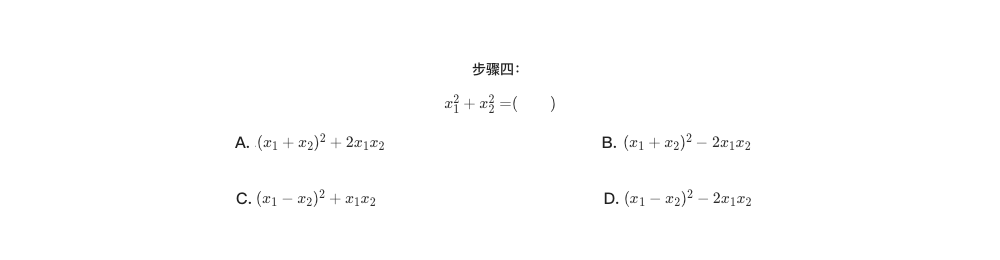 步骤四:
$x_1^2 + x_2^2 =($  $)$
A. $(x_1 + x_2)^2 + 2x_1x_2$ B. $(x_1 + x_2)^2 - 2x_1x_2$
C. $(x_1 - x_2)^2 + x_1x_2$ D. $(x_1 - x_2)^2 - 2x_1x_2$